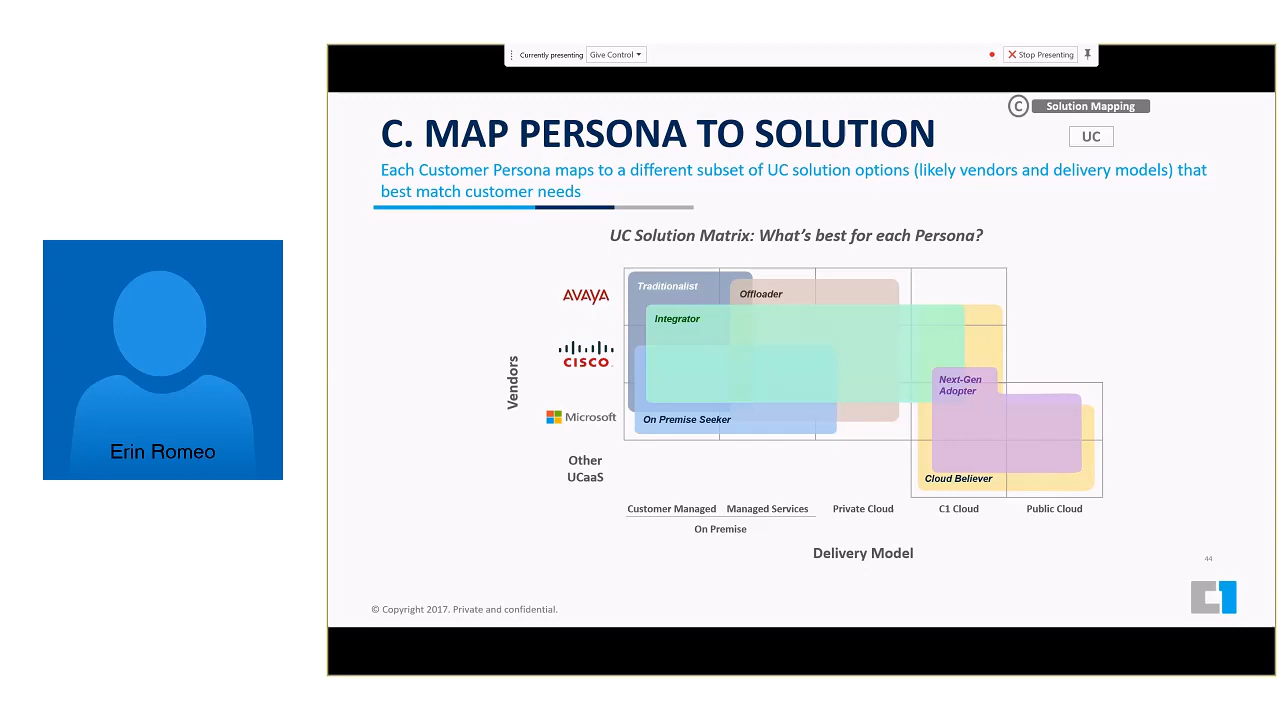 Currently presenting
Give Control
Stop Presenting
C
Solution Mapping
C. MAP PERSONA TO SOLUTION
UC
Each Customer Persona maps to a different subset of UC solution options (likely vendors and delivery models) that
best match customer needs
UC Solution Matrix: What's best for each Persona?
Vendors
AVAYA
CISCO
Microsoft
Other
UCaaS
Traditionalist
Offloader
Integrator
Next-Gen
Adopter
On Premise Seeker
Cloud Believer
Customer Managed
Managed Services
Private Cloud
C1 Cloud
Public Cloud
On Premise
Delivery Model
44
© Copyright 2017. Private and confidential.
C1
Erin Romeo